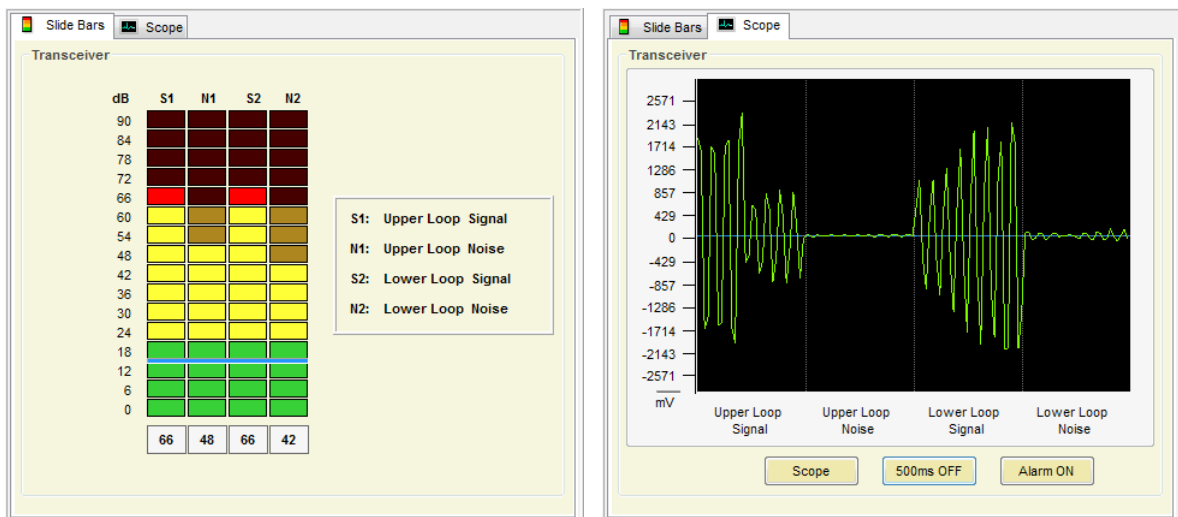 Slide Bars Scope
Transceiver
dB S1 N1 S2 N2
90
84
78
72
66
60
54
48
42
36
30
24
18
12
6
0
66 48 66 42
S1: Upper Loop Signal
N1: Upper Loop Noise
S2: Lower Loop Signal
N2: Lower Loop Noise
Slide Bars Scope
Transceiver
2571
2143
1714
1286
857
429
0
-429
-857
-1286
-1714
-2143
-2571
mV
Upper Loop Upper Loop Lower Loop Lower Loop
Signal Noise Signal Noise
Scope 500ms OFF Alarm ON